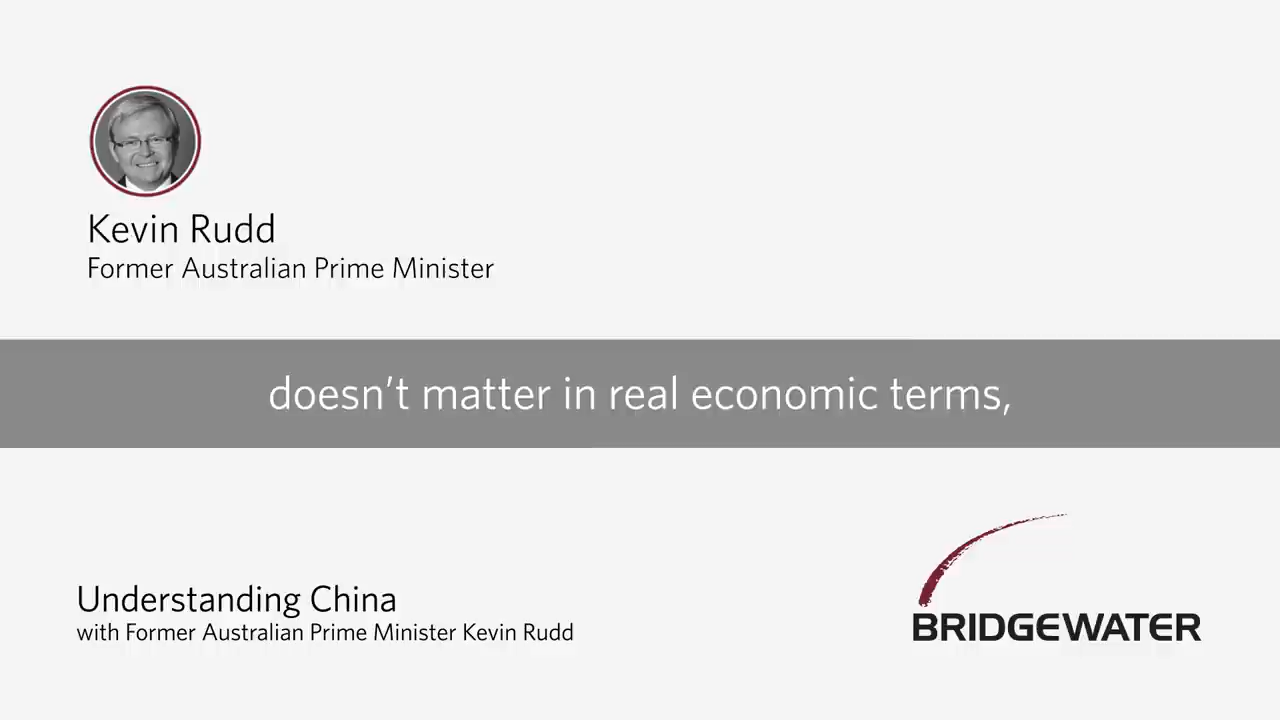 Kevin Rudd
Former Australian Prime Minister
doesn’t matter in real economic terms,
Understanding China
with Former Australian Prime Minister Kevin Rudd
BRIDGEWATER